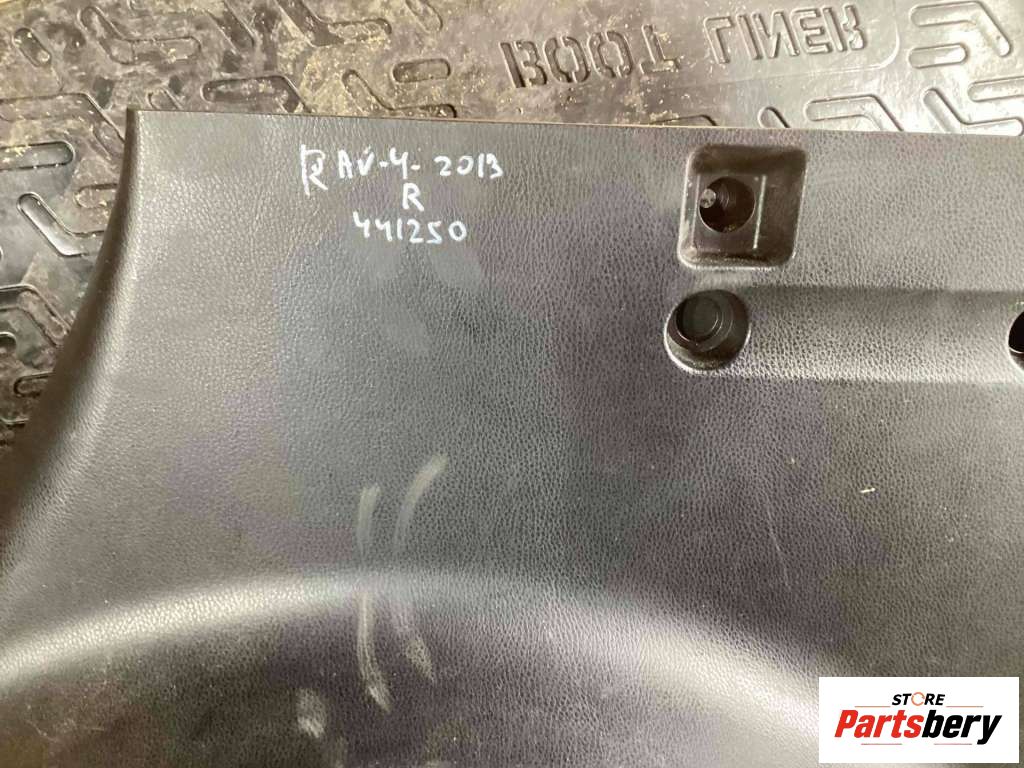 BOOT LINER
RAV-4-2013
R
441250
STORE
Partsbery